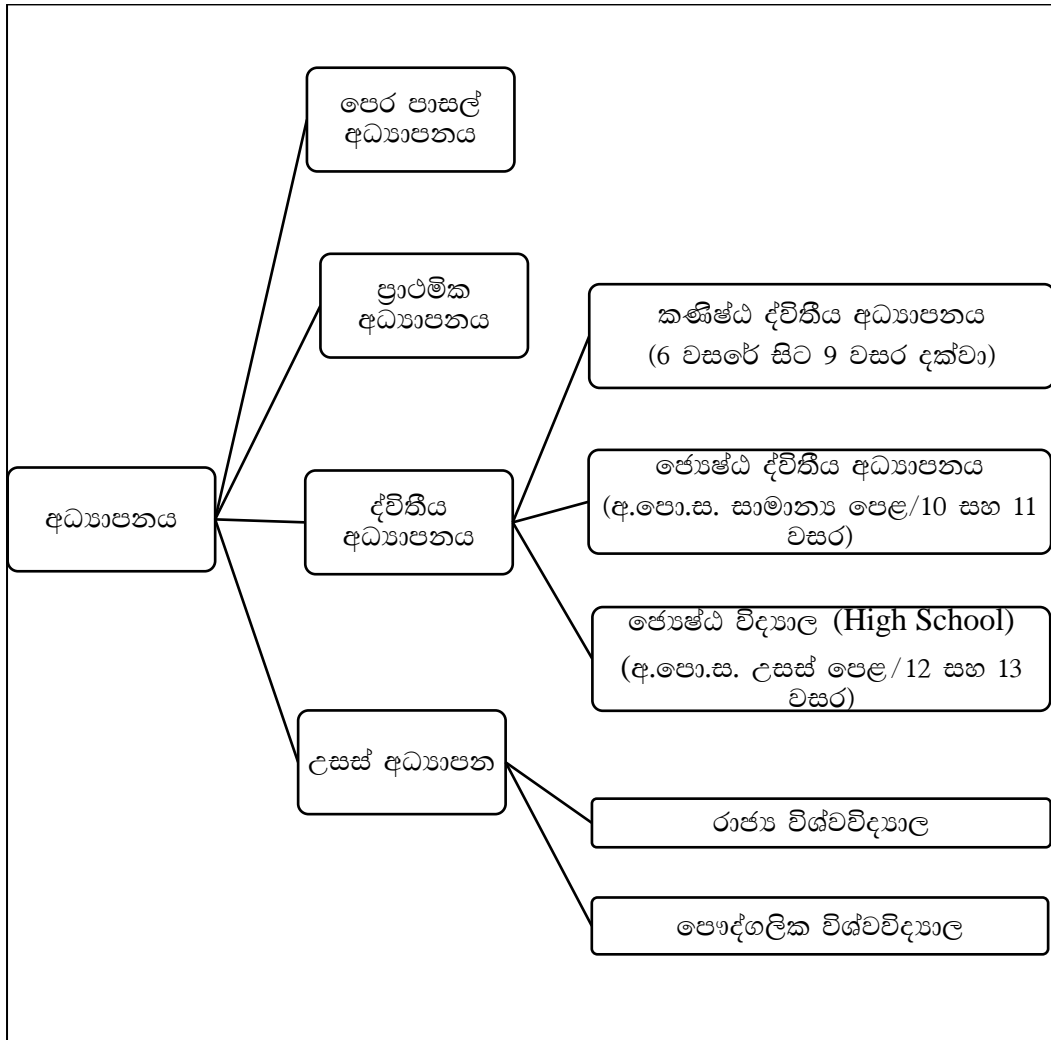 පෙර පාසල්
අධ්‍යාපනය
ප්‍රාථමික
අධ්‍යාපනය
කණිෂ්ඨ ද්විතීය අධ්‍යාපනය
(6 වසරේ සිට 9 වසර දක්වා)
අධ්‍යාපනය
ද්විතීය
අධ්‍යාපනය
ජ්‍යෙෂ්ඨ ද්විතීය අධ්‍යාපනය
(අ.පො.ස. සාමාන්‍ය පෙළ/10 සහ 11
වසර)
ජ්‍යෙෂ්ඨ විද්‍යාල (High School)
(අ.පො.ස. උසස් පෙළ/12 සහ 13
වසර)
උසස් අධ්‍යාපන
රාජ්‍ය විශ්වවිද්‍යාල
පෞද්ගලික විශ්වවිද්‍යාල